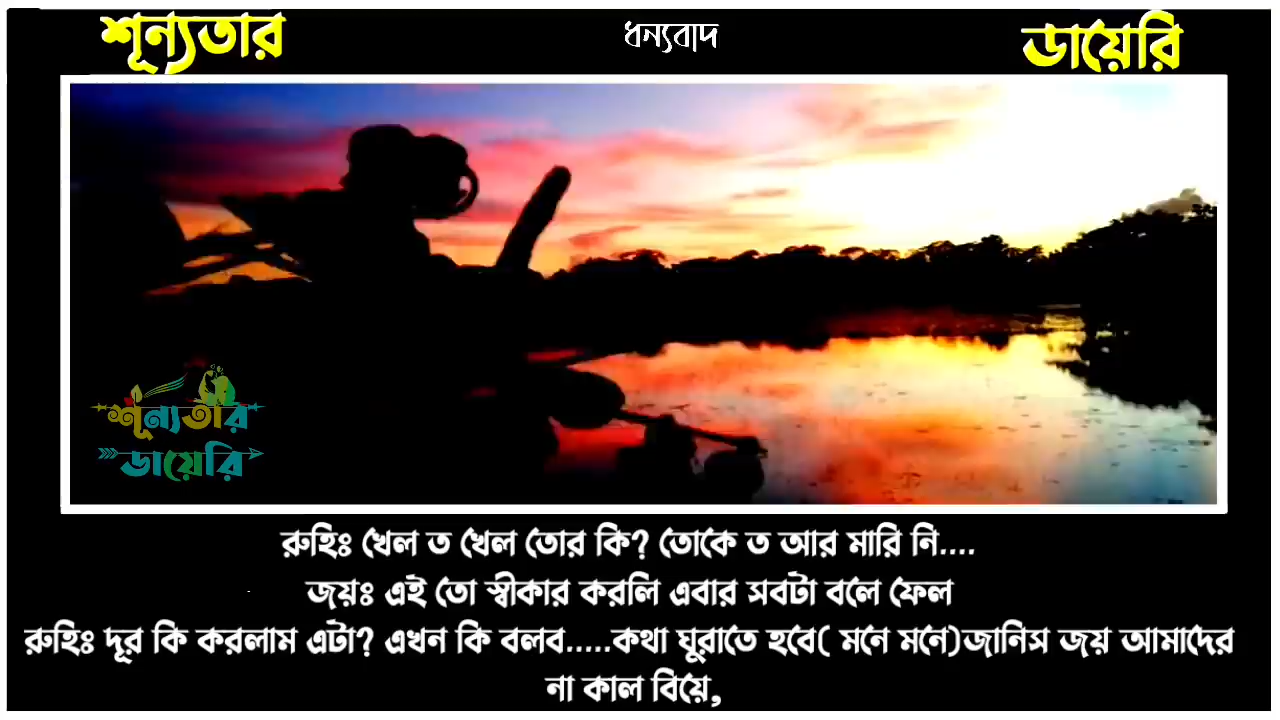 শূন্যতার
ধন্যবাদ
ডায়েরি
শূন্যতার
ডায়েরি
রুহিঃ খেল ত খেল তোর কি? তোকে ত আর মারি নি....
জয়ঃ এই তো স্বীকার করলি এবার সবটা বলে ফেল
রুহিঃ দূর কি করলাম এটা? এখন কি বলব.....কথা ঘুরাতে হবে( মনে মনে)জানিস জয় আমাদের
না কাল বিয়ে,